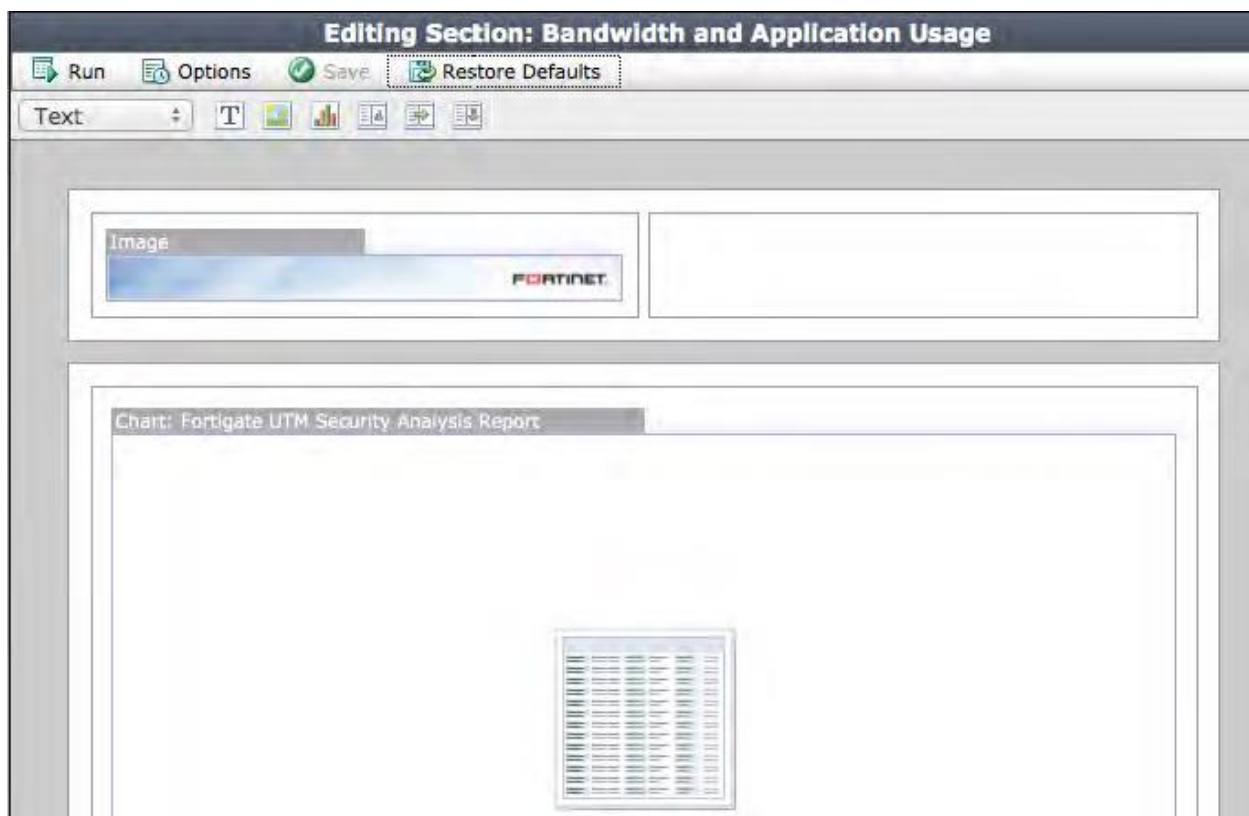 Editing Section: Bandwidth and Application Usage
Run Options Save Restore Defaults
Text T
Image
FORTINET
Chart: Fortigate UTM Security Analysis Report